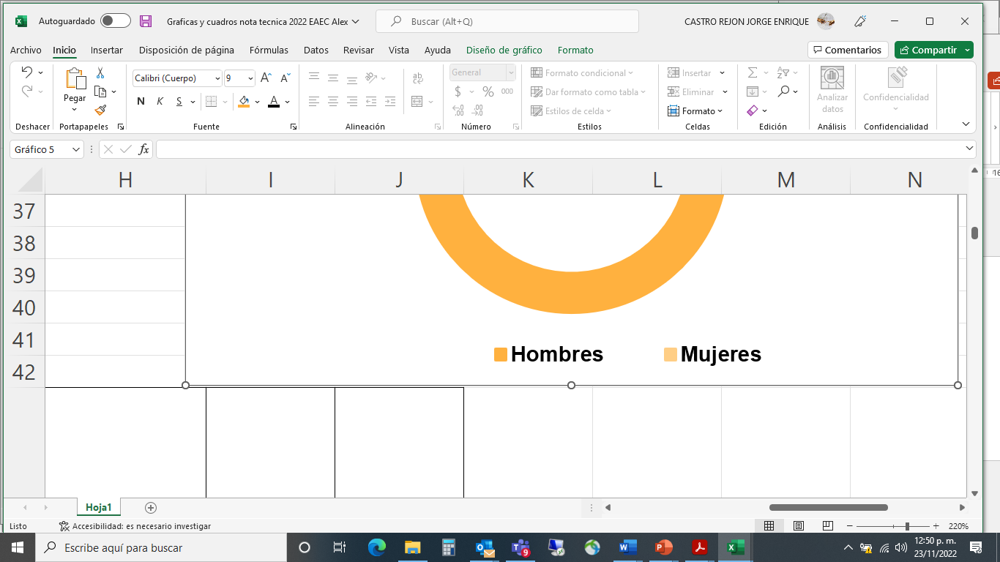 Autoguardado
Graficas y cuadros nota tecnica 2022 EAEC Alex
Buscar (Alt+Q)
CASTRO REJON JORGE ENRIQUE
Archivo Inicio Insertar Disposición de página Fórmulas Datos Revisar Vista Ayuda Diseño de gráfico Formato
Comentarios Compartir
Pegar
Calibri (Cuerpo) 9
N K S
ab
General
$ % 000
Formato condicional
Dar formato como tabla
Estilos de celda
Insertar
Eliminar
Formato
Analizar datos
Confidencialidad
Deshacer Portapapeles Fuente Alineación Número Estilos Celdas Edición Análisis Confidencialidad
Gráfico 5
fx
H I J K L M N
37
38
39
40
41
42
Hombres Mujeres
Hoja1
Listo Accesibilidad: es necesario investigar 220%
Escribe aquí para buscar
9
12:50 p. m.
23/11/2022
16